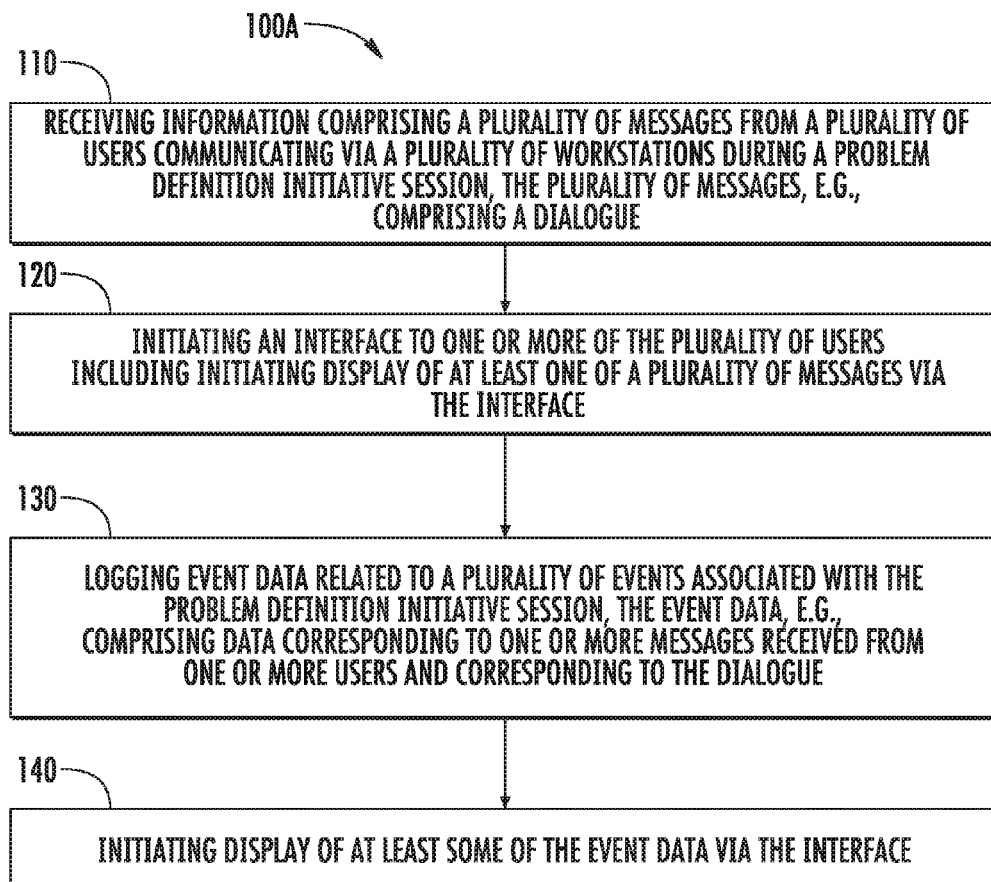 100A
110
RECEIVING INFORMATION COMPRISING A PLURALITY OF MESSAGES FROM A PLURALITY OF
USERS COMMUNICATING VIA A PLURALITY OF WORKSTATIONS DURING A PROBLEM
DEFINITION INITIATIVE SESSION, THE PLURALITY OF MESSAGES, E.G.,
COMPRISING A DIALOGUE
120
INITIATING AN INTERFACE TO ONE OR MORE OF THE PLURALITY OF USERS
INCLUDING INITIATING DISPLAY OF AT LEAST ONE OF A PLURALITY OF MESSAGES VIA
THE INTERFACE
130
LOGGING EVENT DATA RELATED TO A PLURALITY OF EVENTS ASSOCIATED WITH THE
PROBLEM DEFINITION INITIATIVE SESSION, THE EVENT DATA, E.G.,
COMPRISING DATA CORRESPONDING TO ONE OR MORE MESSAGES RECEIVED FROM
ONE OR MORE USERS AND CORRESPONDING TO THE DIALOGUE
140
INITIATING DISPLAY OF AT LEAST SOME OF THE EVENT DATA VIA THE INTERFACE